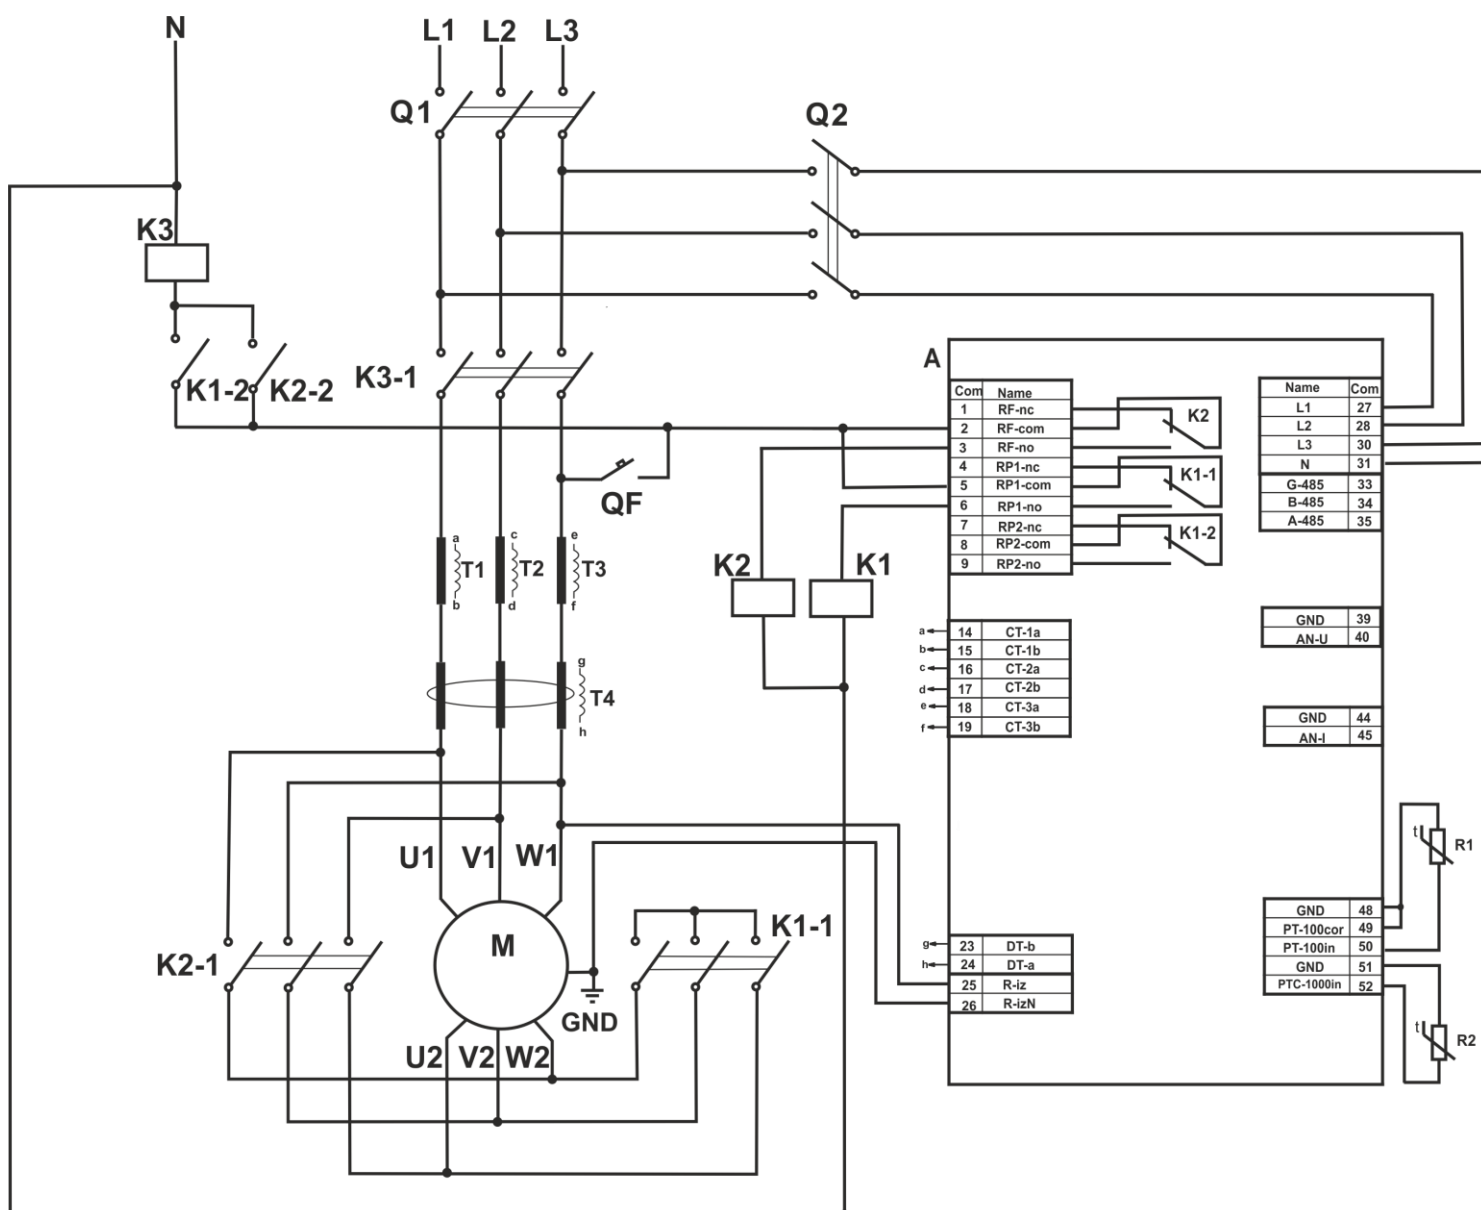 N
L1 L2 L3
Q1
Q2
K3
K1-2 K2-2
K3-1
QF
a
b
T1
c
d
T2
e
f
T3
g
h
T4
K2 K1
U1 V1 W1
M
K2-1
K1-1
GND
U2 V2 W2
A
Com Name
1 RF-nc
2 RF-com
3 RF-no
4 RP1-nc
5 RP1-com
6 RP1-no
7 RP2-nc
8 RP2-com
9 RP2-no
K2
K1-1
K1-2
Name Com
L1 27
L2 28
L3 30
N 31
G-485 33
B-485 34
A-485 35
a 14 CT-1a
b 15 CT-1b
c 16 CT-2a
d 17 CT-2b
e 18 CT-3a
f 19 CT-3b
GND 39
AN-U 40
GND 44
AN-I 45
g 23 DT-b
h 24 DT-a
25 R-iz
26 R-izN
GND 48
PT-100cor 49
PT-100in 50
GND 51
PTC-1000in 52
t R1
t R2